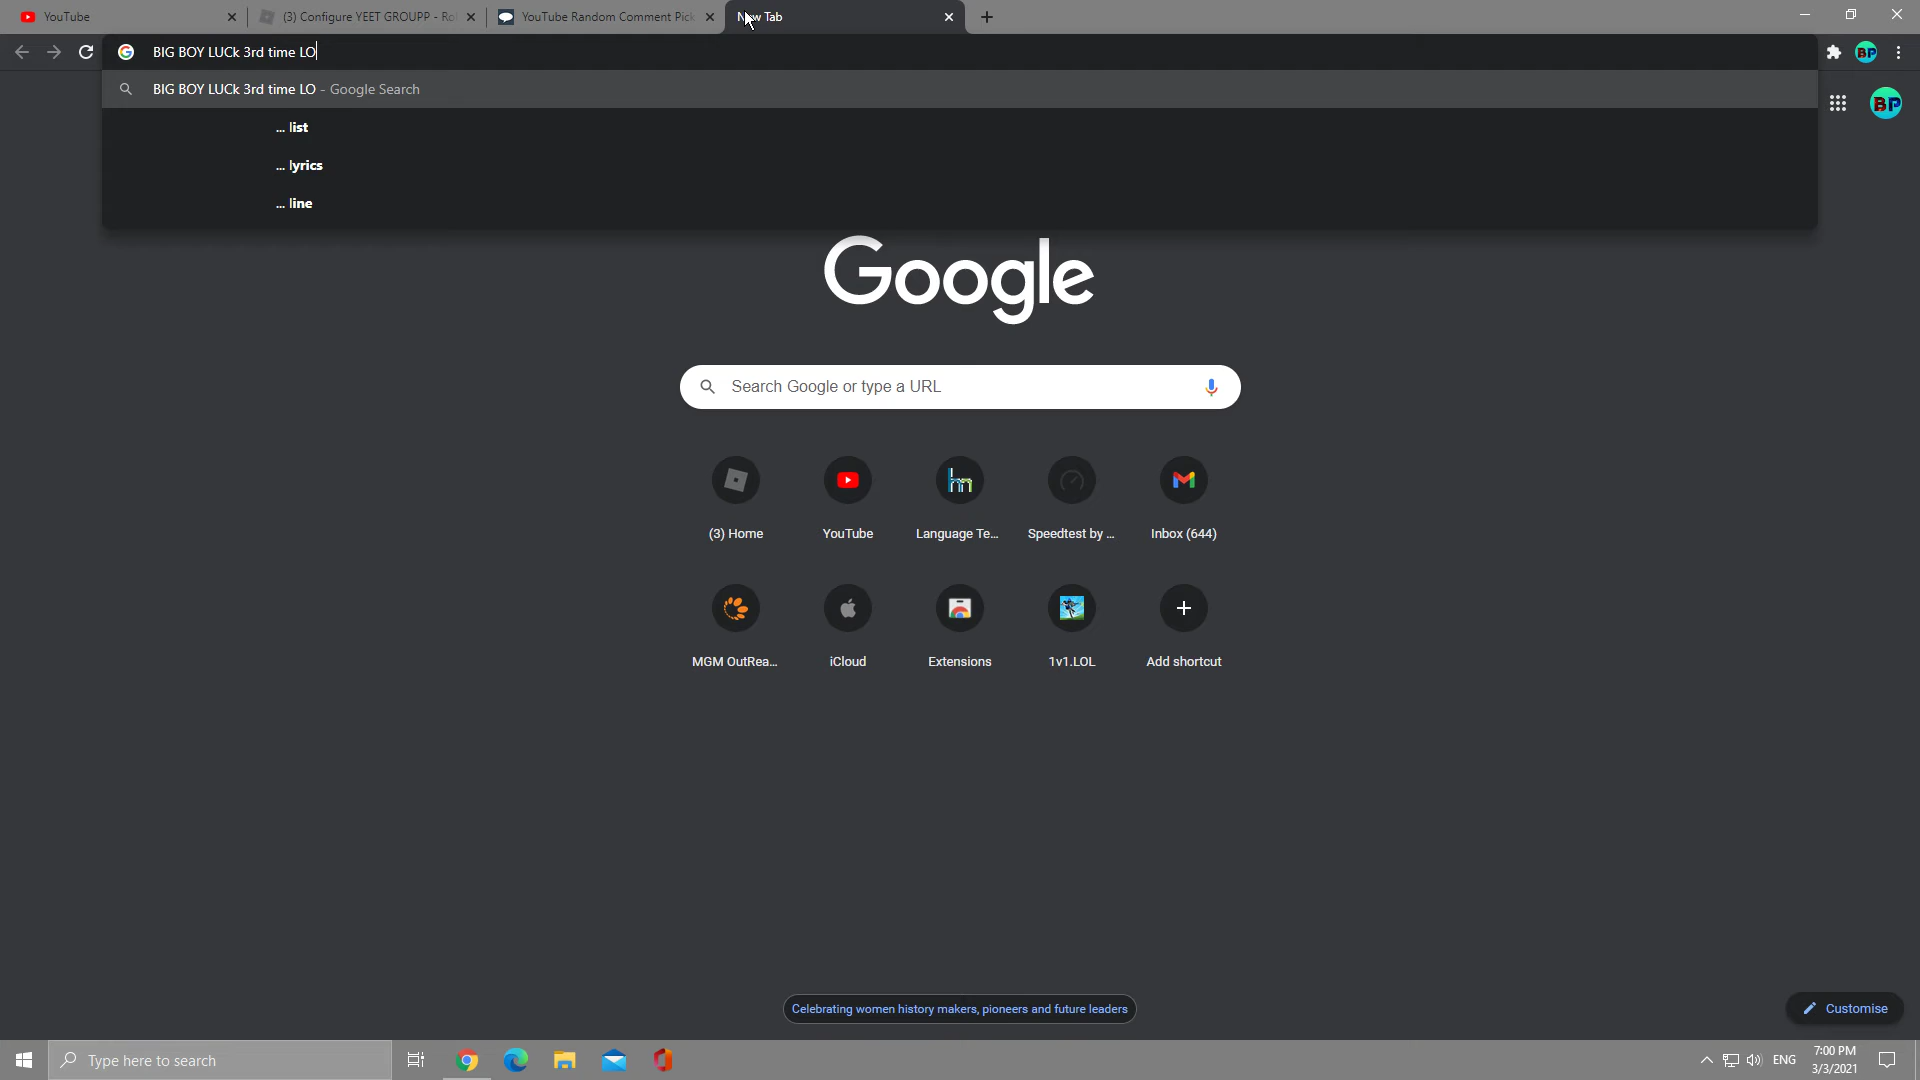 YouTube
(3) Configure YEET GROUPP - Ro
YouTube Random Comment Pick
New Tab
BIG BOY LUCk 3rd time LO
BP
BIG BOY LUCk 3rd time LO - Google Search
... list
... lyrics
... line
BP
Google
Search Google or type a URL
(3) Home
YouTube
Language Te...
Speedtest by ...
Inbox (644)
MGM OutRea...
iCloud
Extensions
1v1.LOL
Add shortcut
Celebrating women history makers, pioneers and future leaders
Customise
Type here to search
ENG
7:00 PM
3/3/2021